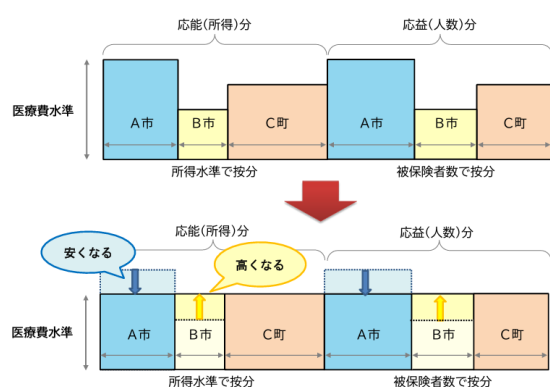 応能(所得)分
応益(人数)分
医療費水準
A市
B市
C町
A市
B市
C町
所得水準で按分
被保険者数で按分
応能(所得)分
応益(人数)分
安くなる
高くなる
医療費水準
A市
B市
C町
A市
B市
C町
所得水準で按分
被保険者数で按分